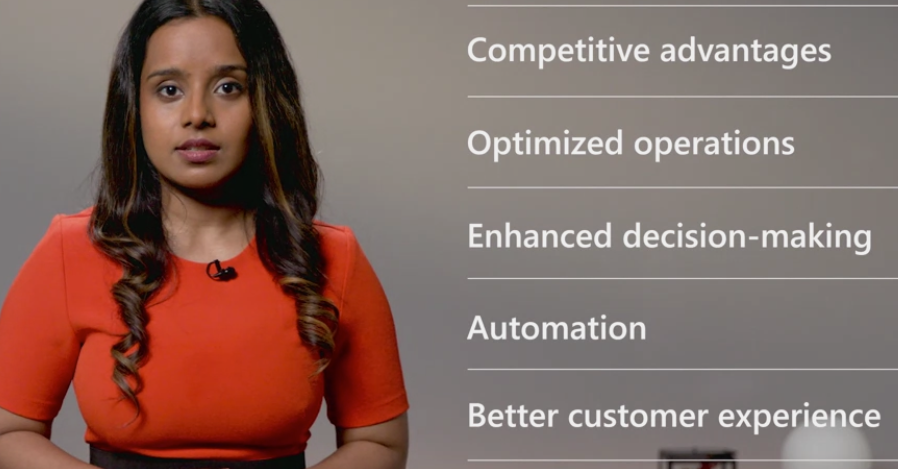 Competitive advantages
Optimized operations
Enhanced decision-making
Automation
Better customer experience